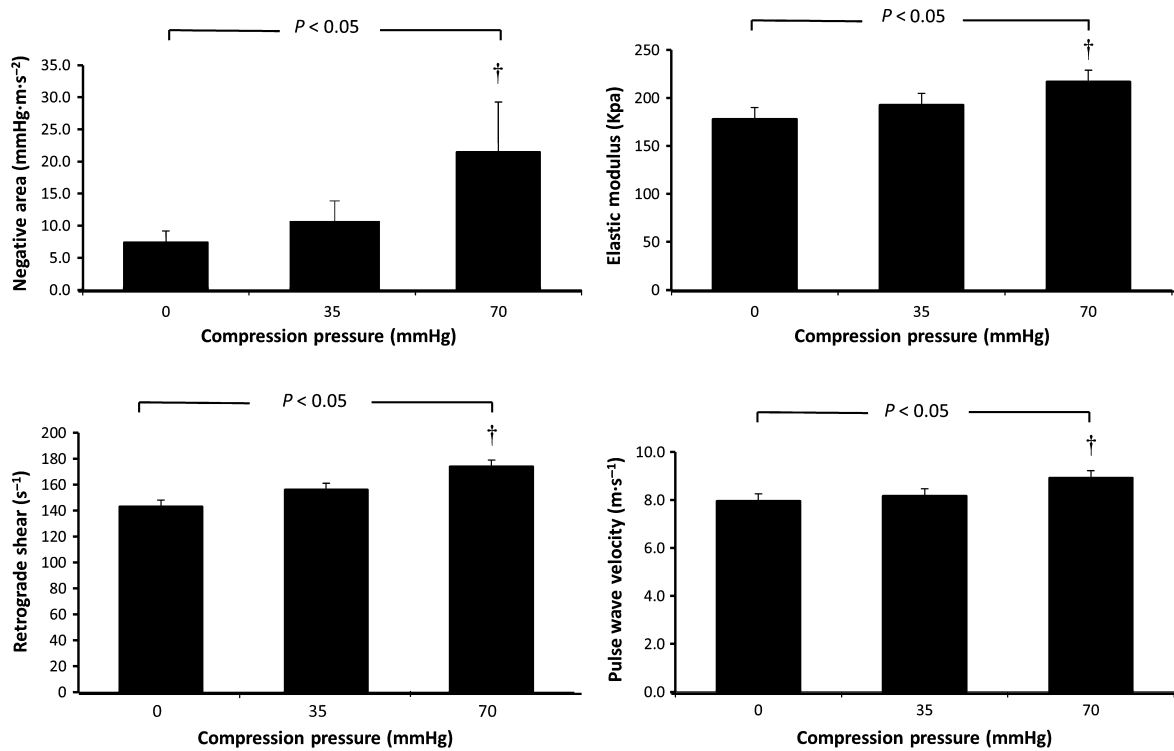 P < 0.05
†
Negative area (mmHg·m·s⁻²)
35.0
30.0
25.0
20.0
15.0
10.0
5.0
0.0
0 35 70
Compression pressure (mmHg)
P < 0.05
†
Elastic modulus (Kpa)
250
200
150
100
50
0
0 35 70
Compression pressure (mmHg)
P < 0.05
†
Retrograde shear (s⁻¹)
200
180
160
140
120
100
80
60
40
20
0
0 35 70
Compression pressure (mmHg)
P < 0.05
†
Pulse wave velocity (m·s⁻¹)
10.0
8.0
6.0
4.0
2.0
0.0
0 35 70
Compression pressure (mmHg)